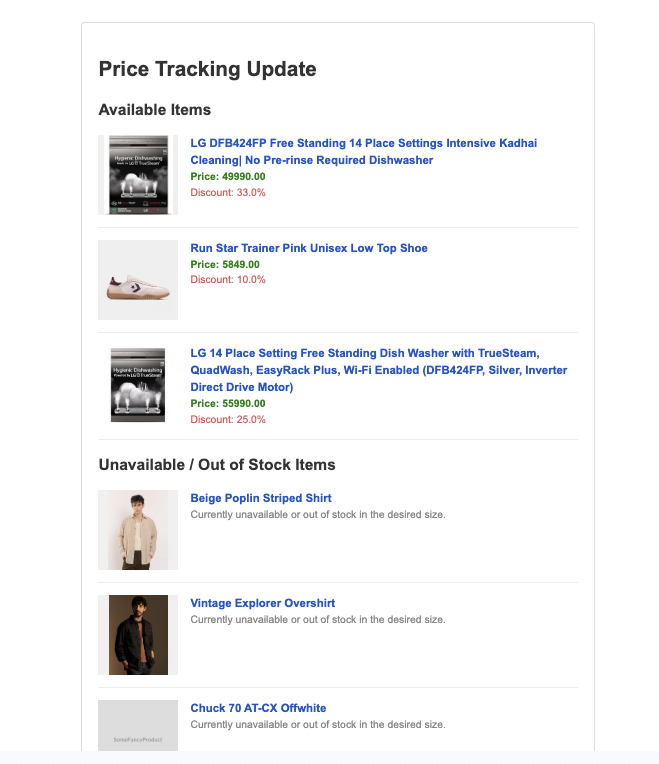 Price Tracking Update
Available Items
Hygienic Dishwashing
LG DFB424FP Free Standing 14 Place Settings Intensive Kadhai
Cleaning| No Pre-rinse Required Dishwasher
Price: 49990.00
Discount: 33.0%
Run Star Trainer Pink Unisex Low Top Shoe
Price: 5849.00
Discount: 10.0%
Hygienic Dishwashing
LG 14 Place Setting Free Standing Dish Washer with TrueSteam,
QuadWash, EasyRack Plus, Wi-Fi Enabled (DFB424FP, Silver, Inverter
Direct Drive Motor)
Price: 55990.00
Discount: 25.0%
Unavailable / Out of Stock Items
Beige Poplin Striped Shirt
Currently unavailable or out of stock in the desired size.
Vintage Explorer Overshirt
Currently unavailable or out of stock in the desired size.
Chuck 70 AT-CX Offwhite
Currently unavailable or out of stock in the desired size.
SomeFancyProduct